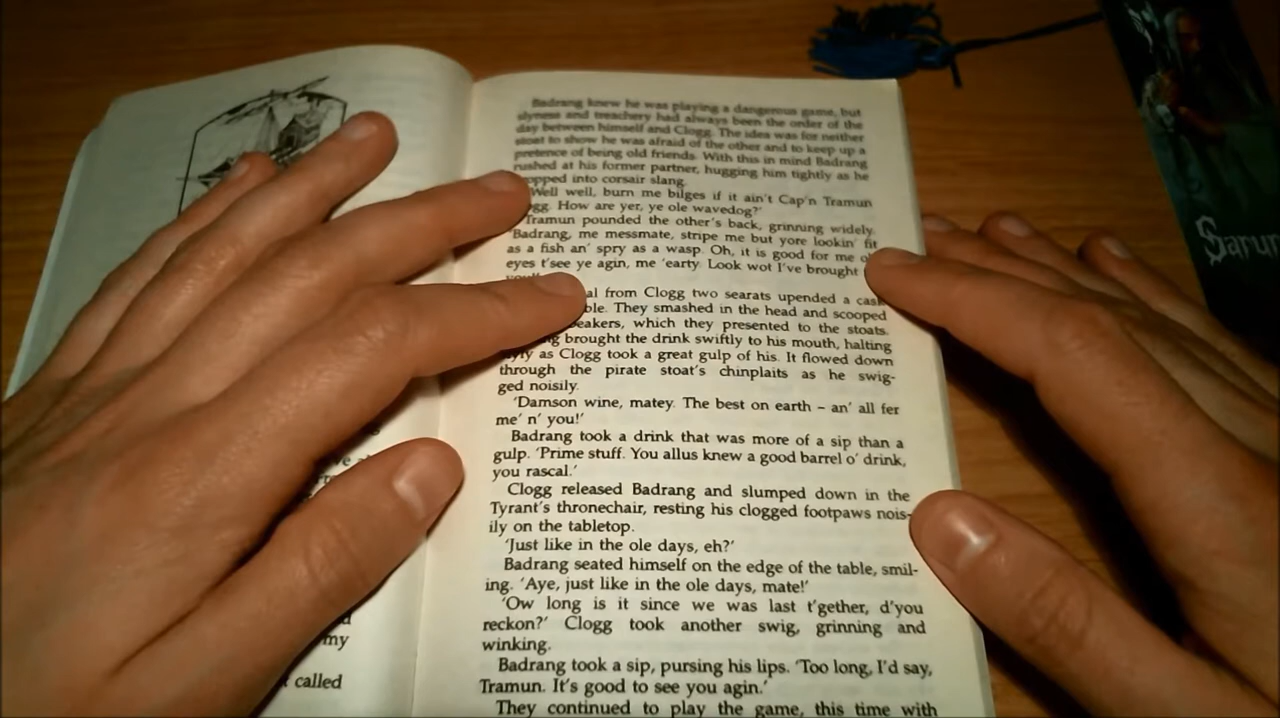 ve
my
called
Badrang knew he was playing a dangerous game, but
slyness and treachery had always been the order of the
day between himself and Clogg. The idea was for neither
stoat to show he was afraid of the other and to keep up a
pretence of being old friends. With this in mind Badrang
rushed at his former partner, hugging him tightly as he
opped into corsair slang.
'Well well, burn me bilges if it ain't Cap'n Tramun
ogg. How are yer, ye ole wavedog?'
Tramun pounded the other's back, grinning widely.
'Badrang, me messmate, stripe me but yore lookin' fit
as a fish an' spry as a wasp. Oh, it is good for me o
eyes t'see ye agin, me 'earty. Look wot I've brought
al from Clogg two searats upended a cask
ble. They smashed in the head and scooped
eakers, which they presented to the stoats.
g brought the drink swiftly to his mouth, halting
yly as Clogg took a great gulp of his. It flowed down
through the pirate stoat's chinplaits as he swig-
ged noisily.
'Damson wine, matey. The best on earth – an' all fer
me' n' you!'
Badrang took a drink that was more of a sip than a
gulp. 'Prime stuff. You allus knew a good barrel o' drink,
you rascal.'
Clogg released Badrang and slumped down in the
Tyrant's thronechair, resting his clogged footpaws nois-
ily on the tabletop.
'Just like in the ole days, eh?'
Badrang seated himself on the edge of the table, smil-
ing. 'Aye, just like in the ole days, mate!'
'Ow long is it since we was last t'gether, d'you
reckon?' Clogg took another swig, grinning and
winking.
Badrang took a sip, pursing his lips. 'Too long, I'd say,
Tramun. It's good to see you agin.'
They continued to play the game, this time with
Sarum